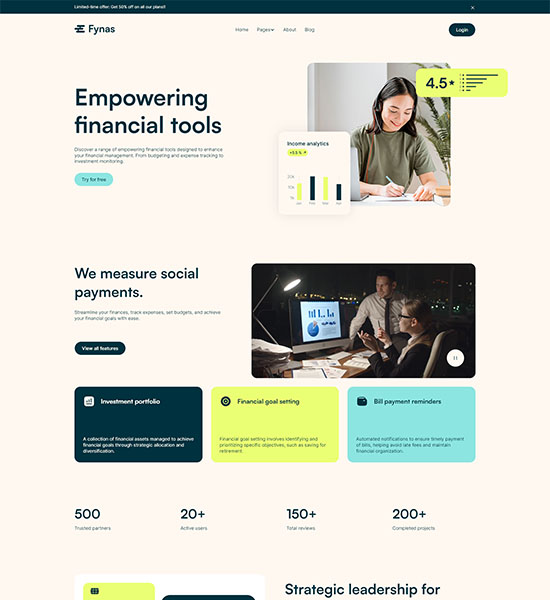 Limited-time offer: Get 50% off on all our plans!!
Fynas
Home Pages About Blog
Login
Empowering
financial tools
Discover a range of empowering financial tools designed to enhance
your financial management. From budgeting and expense tracking to
investment monitoring.
Try for free
4.5
Income analytics
We measure social
payments.
Streamline your finances, track expenses, set budgets, and achieve
your financial goals with ease.
View all features
Investment portfolio
A collection of financial assets managed to achieve
financial goals through strategic allocation and
diversification.
Financial goal setting
Financial goal setting involves identifying and
prioritizing specific objectives, such as saving for
retirement
Bill payment reminders
Automated notifications to ensure timely payment
of bills, helping avoid late fees and maintain
financial organization.
500
Trusted partners
20+
Active users
150+
Total reviews
200+
Completed projects
Strategic leadership for